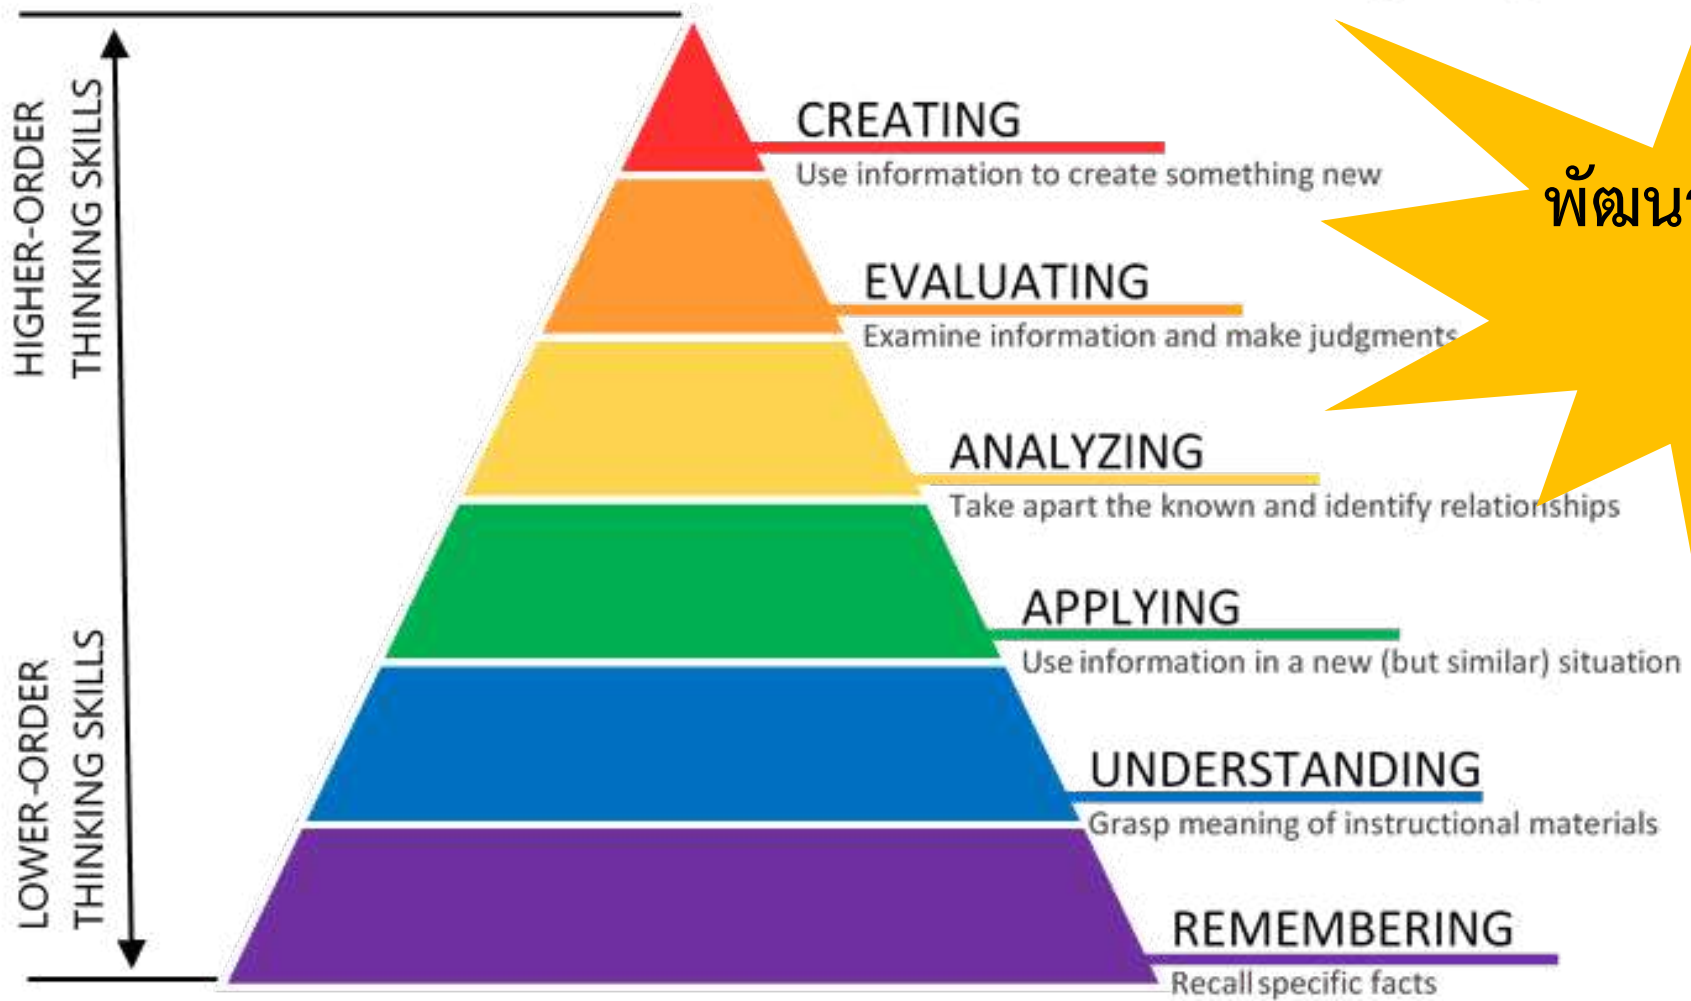 HIGHER-ORDER
THINKING SKILLS
LOWER-ORDER
THINKING SKILLS
CREATING
Use information to create something new
EVALUATING
Examine information and make judgments
ANALYZING
Take apart the known and identify relationships
APPLYING
Use information in a new (but similar) situation
UNDERSTANDING
Grasp meaning of instructional materials
REMEMBERING
Recall specific facts